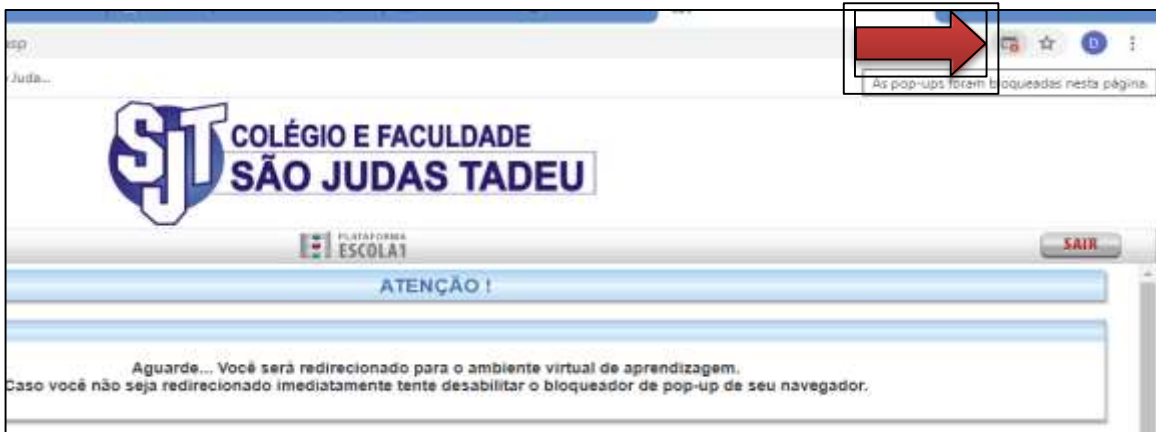 asp
D
Juda...
As pop-ups foram bloqueadas nesta página.
SJT
COLÉGIO E FACULDADE
SÃO JUDAS TADEU
PLATAFORMA
ESCOLA1
SAIR
ATENÇÃO !
Aguarde... Você será redirecionado para o ambiente virtual de aprendizagem.
Caso você não seja redirecionado imediatamente tente desabilitar o bloqueador de pop-up de seu navegador.